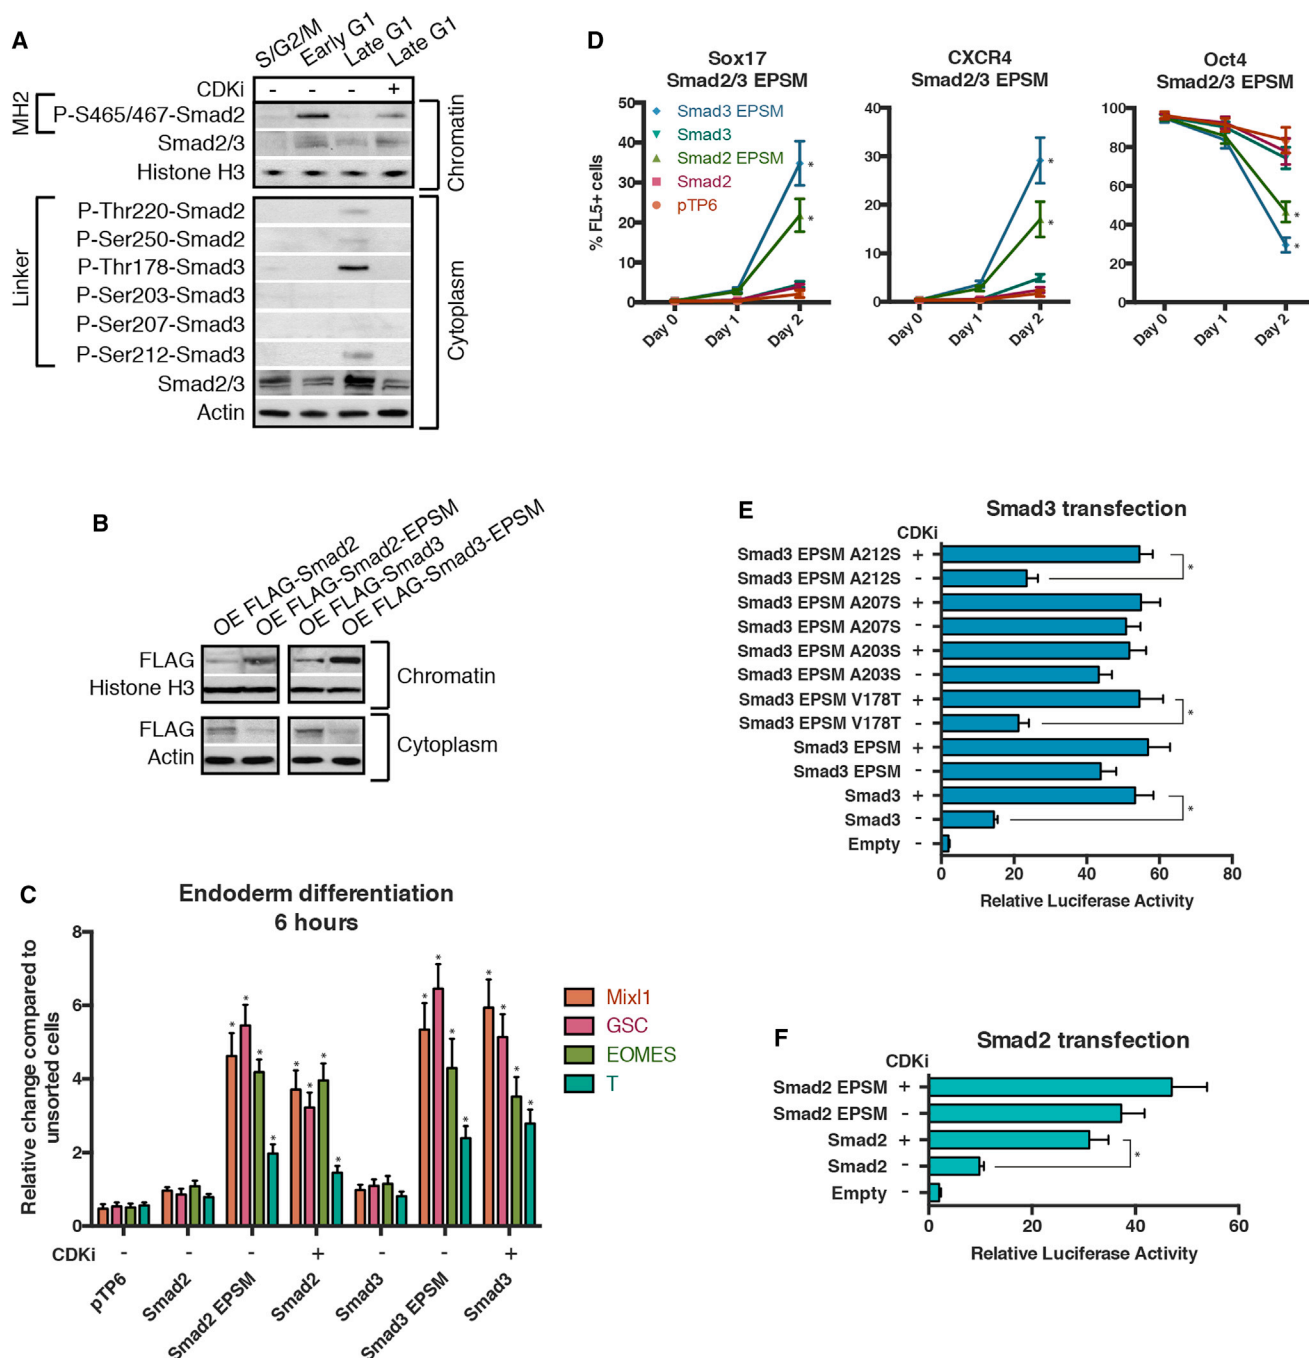 A
S/G2/M
Early G1
Late G1
Late G1
CDKi - - - +
MH2
P-S465/467-Smad2
Smad2/3
Histone H3
Chromatin
Linker
P-Thr220-Smad2
P-Ser250-Smad2
P-Thr178-Smad3
P-Ser203-Smad3
P-Ser207-Smad3
P-Ser212-Smad3
Smad2/3
Actin
Cytoplasm
B
OE FLAG-Smad2
OE FLAG-Smad2-EPSM
OE FLAG-Smad3
OE FLAG-Smad3-EPSM
FLAG
Histone H3
Chromatin
FLAG
Actin
Cytoplasm
C
Endoderm differentiation
6 hours
Relative change compared to
unsorted cells
8
6
4
2
0
* * * * * * * * * * * * * * * *
Mixl1
GSC
EOMES
T
CDKi - - - + - - +
pTP6
Smad2
Smad2 EPSM
Smad2
Smad3
Smad3 EPSM
Smad3
D
Sox17
Smad2/3 EPSM
% FL5+ cells
50
40
30
20
10
0
Smad3 EPSM
Smad3
Smad2 EPSM
Smad2
pTP6
*
*
Day 0
Day 1
Day 2
CXCR4
Smad2/3 EPSM
40
30
20
10
0
*
*
Day 0
Day 1
Day 2
Oct4
Smad2/3 EPSM
100
80
60
40
20
0
*
*
Day 0
Day 1
Day 2
E
Smad3 transfection
CDKi
Smad3 EPSM A212S +
Smad3 EPSM A212S -
*
Smad3 EPSM A207S +
Smad3 EPSM A207S -
Smad3 EPSM A203S +
Smad3 EPSM A203S -
Smad3 EPSM V178T +
Smad3 EPSM V178T -
*
Smad3 EPSM +
Smad3 EPSM -
Smad3 +
Smad3 -
*
Empty -
0 20 40 60 80
Relative Luciferase Activity
F
Smad2 transfection
CDKi
Smad2 EPSM +
Smad2 EPSM -
Smad2 +
Smad2 -
*
Empty -
0 20 40 60
Relative Luciferase Activity